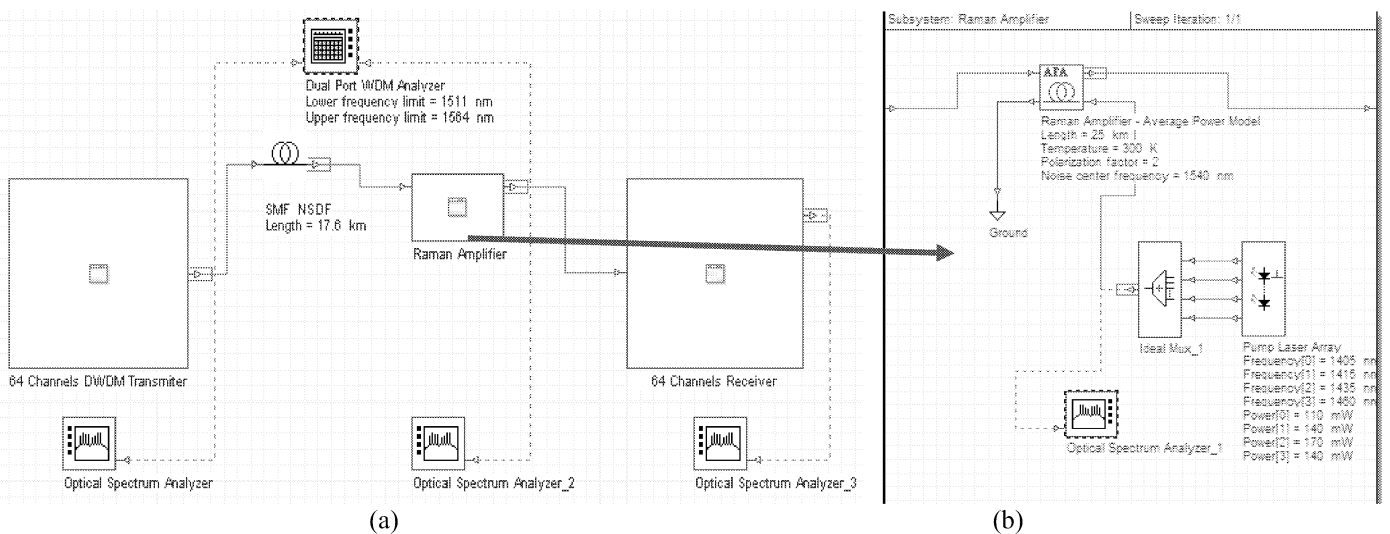 Dual Port WDM Analyzer
Lower frequency limit = 1511 nm
Upper frequency limit = 1564 nm
SMF NSDF
Length = 17.6 km
Raman Amplifier
64 Channels DWDM Transmiter
64 Channels Receiver
Optical Spectrum Analyzer
Optical Spectrum Analyzer_2
Optical Spectrum Analyzer_3
(a)
Subsystem: Raman Amplifier
Sweep Iteration: 1/1
Raman Amplifier - Average Power Model
Length = 25 km
Temperature = 300 K
Polarization factor = 2
Noise center frequency = 1540 nm
Ground
Ideal Mux_1
Pump Laser Array
Frequency[0] = 1405 nm
Frequency[1] = 1415 nm
Frequency[2] = 1435 nm
Frequency[3] = 1460 nm
Power[0] = 110 mW
Power[1] = 140 mW
Power[2] = 170 mW
Power[3] = 140 mW
Optical Spectrum Analyzer_1
(b)